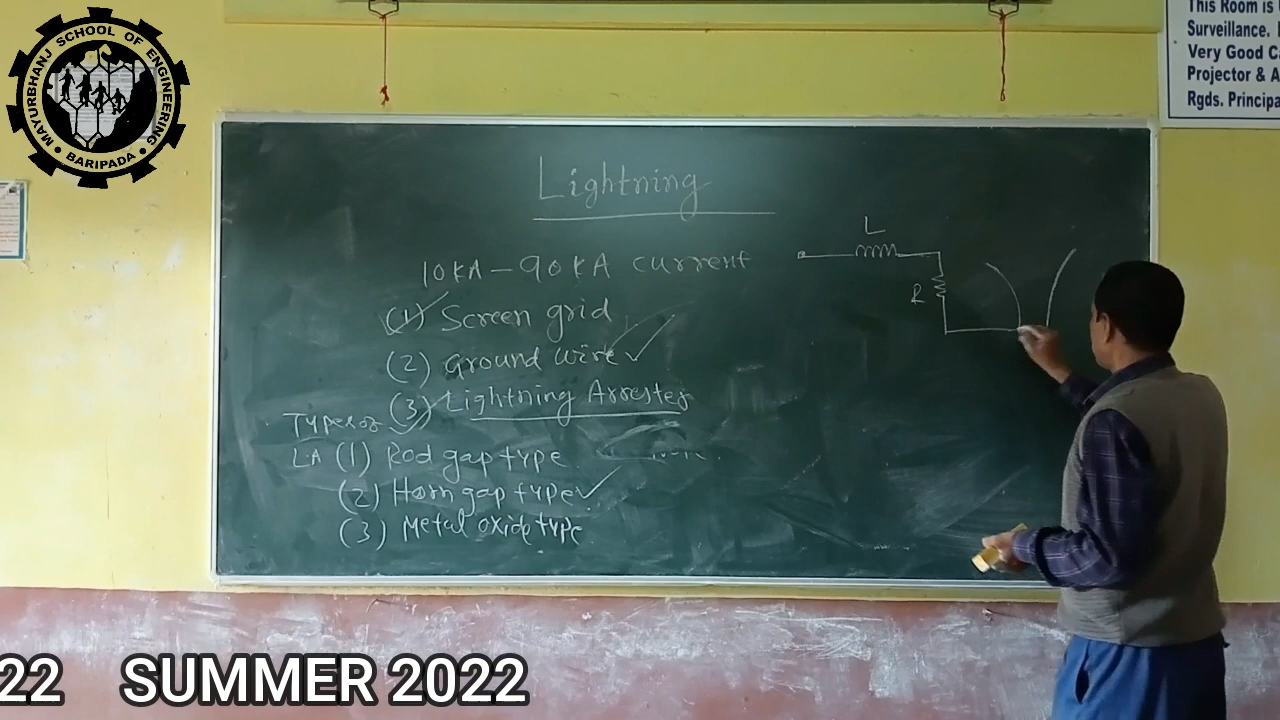 MAYURBHANJ SCHOOL OF ENGINEERING
• BARIPADA •
This Room is
Surveillance.
Very Good C
Projector & A
Rgds. Principa
Lightning
10KA - 90KA current
(1) Screen grid
(2) Ground wire
(3) Lightning Arrester
Types of
LA (1) Rod gap type
(2) Horn gap type
(3) Metal oxide type
L
R
22 SUMMER 2022